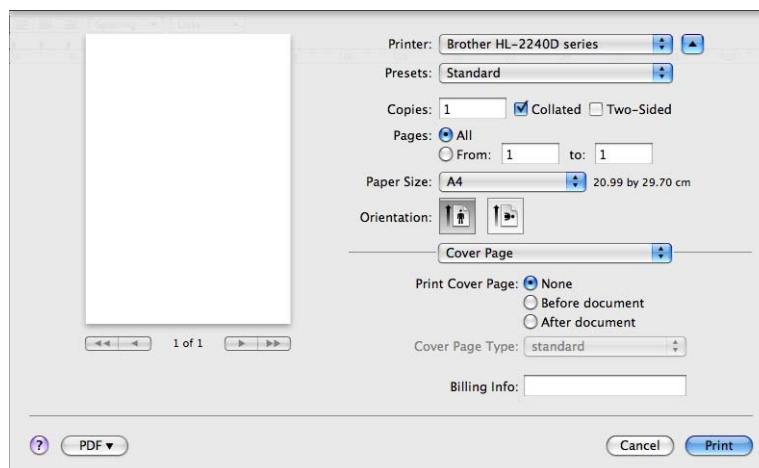 Spacing Lists
Printer: Brother HL-2240D series
Presets: Standard
Copies: 1 Collated Two-Sided
Pages: All
From: 1 to: 1
Paper Size: A4 20.99 by 29.70 cm
Orientation:
Cover Page
Print Cover Page: None
Before document
After document
Cover Page Type: standard
1 of 1
Billing Info:
? PDF Cancel Print